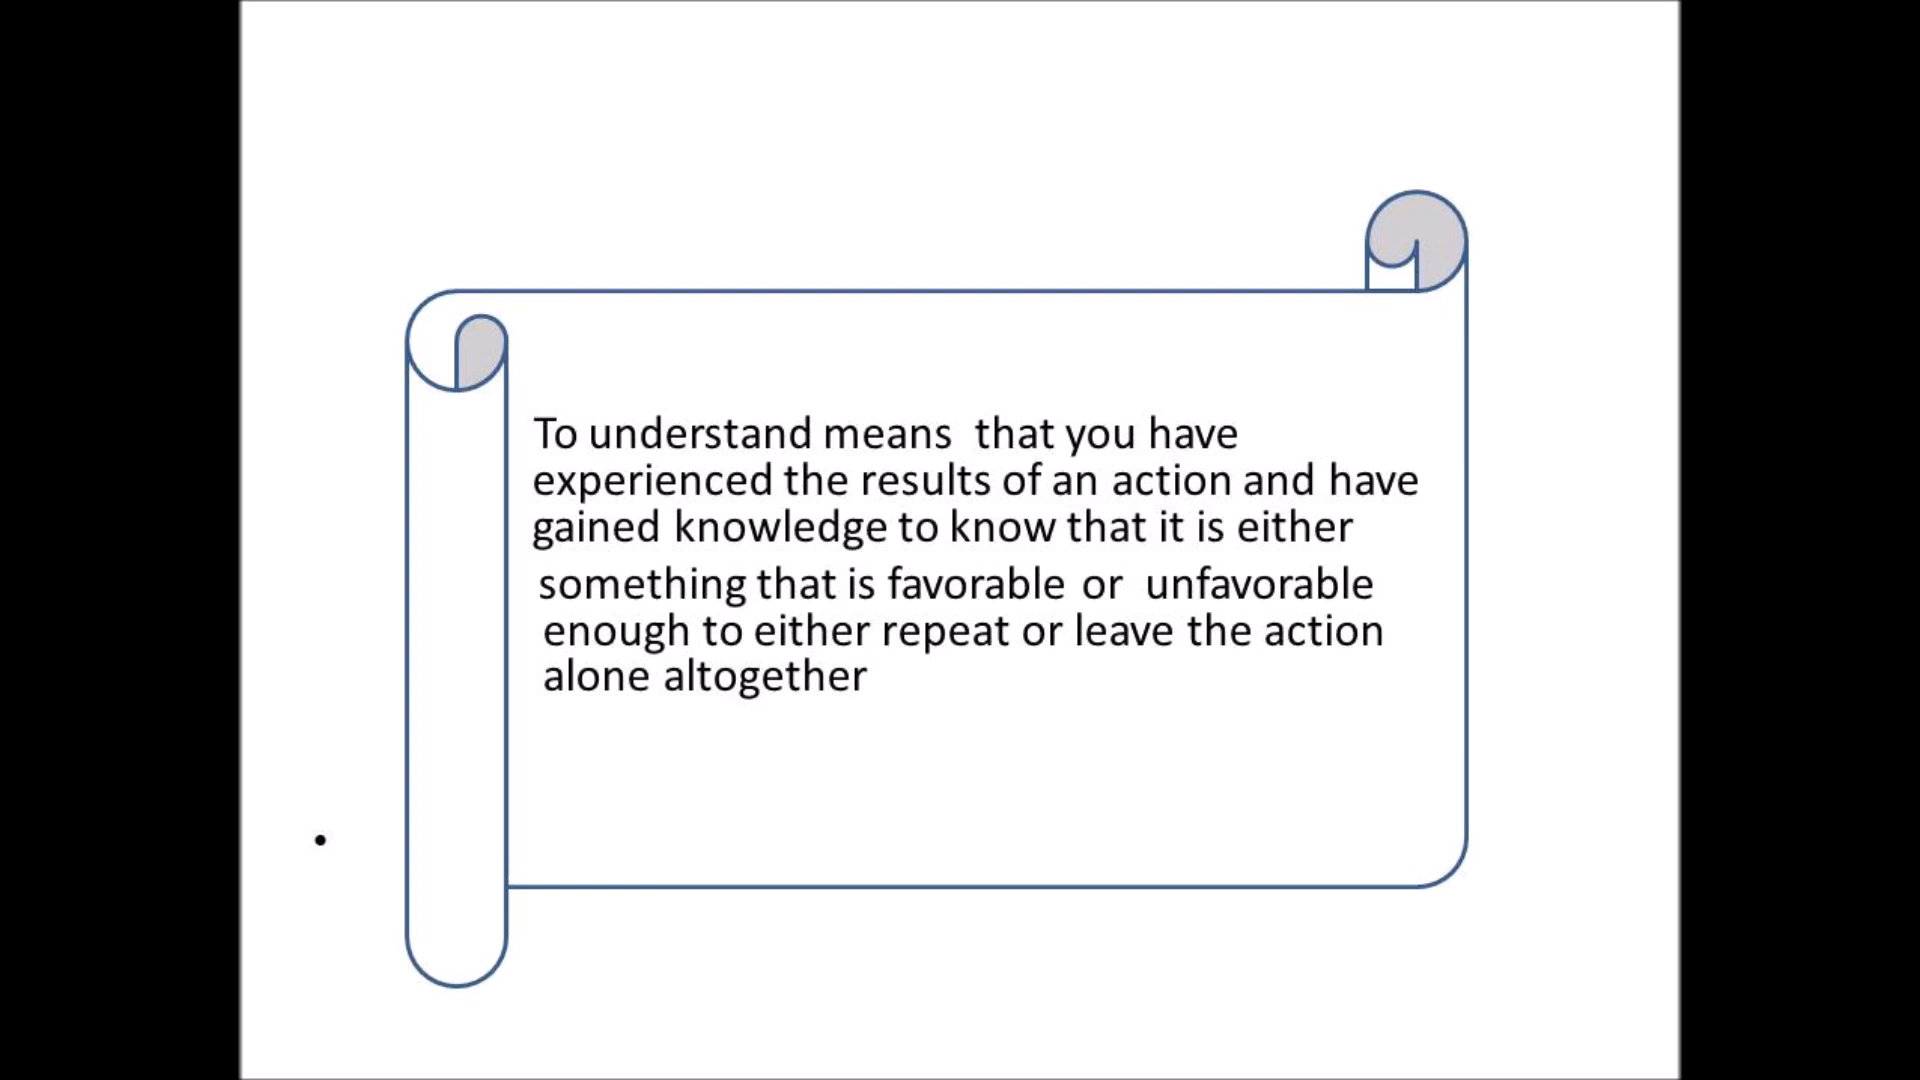 To understand means  that you have
experienced the results of an action and have
gained knowledge to know that it is either
something that is favorable or  unfavorable
enough to either repeat or leave the action
alone altogether